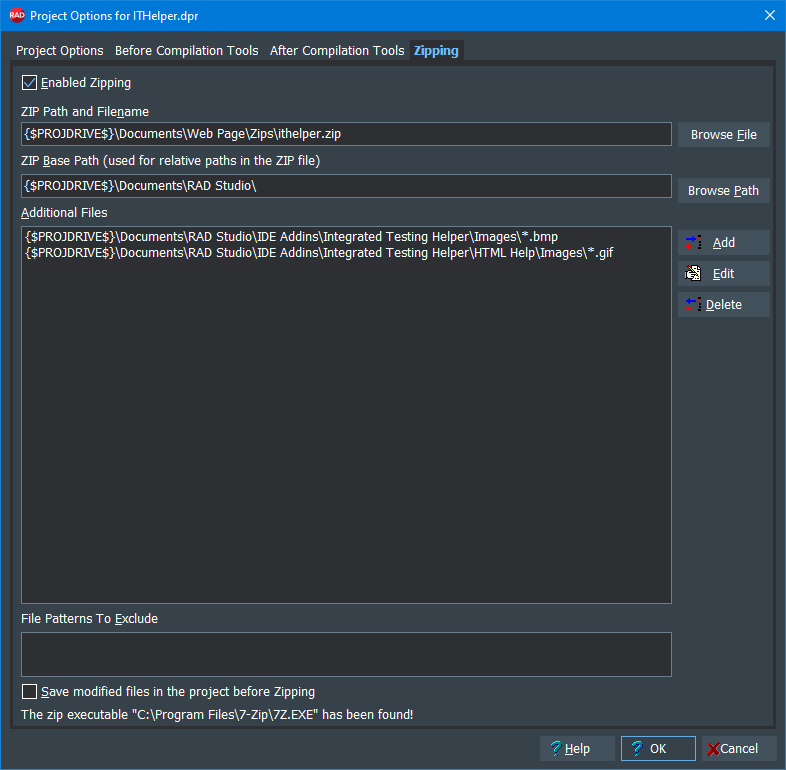 RAD Project Options for ITHelper.dpr
Project Options Before Compilation Tools After Compilation Tools Zipping
Enabled Zipping
ZIP Path and Filename
{$PROJDRIVE$}\Documents\Web Page\Zips\ithelper.zip
Browse File
ZIP Base Path (used for relative paths in the ZIP file)
{$PROJDRIVE$}\Documents\RAD Studio\
Browse Path
Additional Files
{$PROJDRIVE$}\Documents\RAD Studio\IDE Addins\Integrated Testing Helper\Images\*.bmp
{$PROJDRIVE$}\Documents\RAD Studio\IDE Addins\Integrated Testing Helper\HTML Help\Images\*.gif
Add
Edit
Delete
File Patterns To Exclude
Save modified files in the project before Zipping
The zip executable "C:\Program Files\7-Zip\7Z.EXE" has been found!
Help OK Cancel